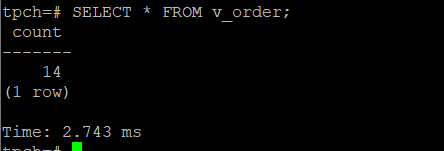 tpch=# SELECT * FROM v_order;
 count
-------
    14
(1 row)

Time: 2.743 ms
tpch=#